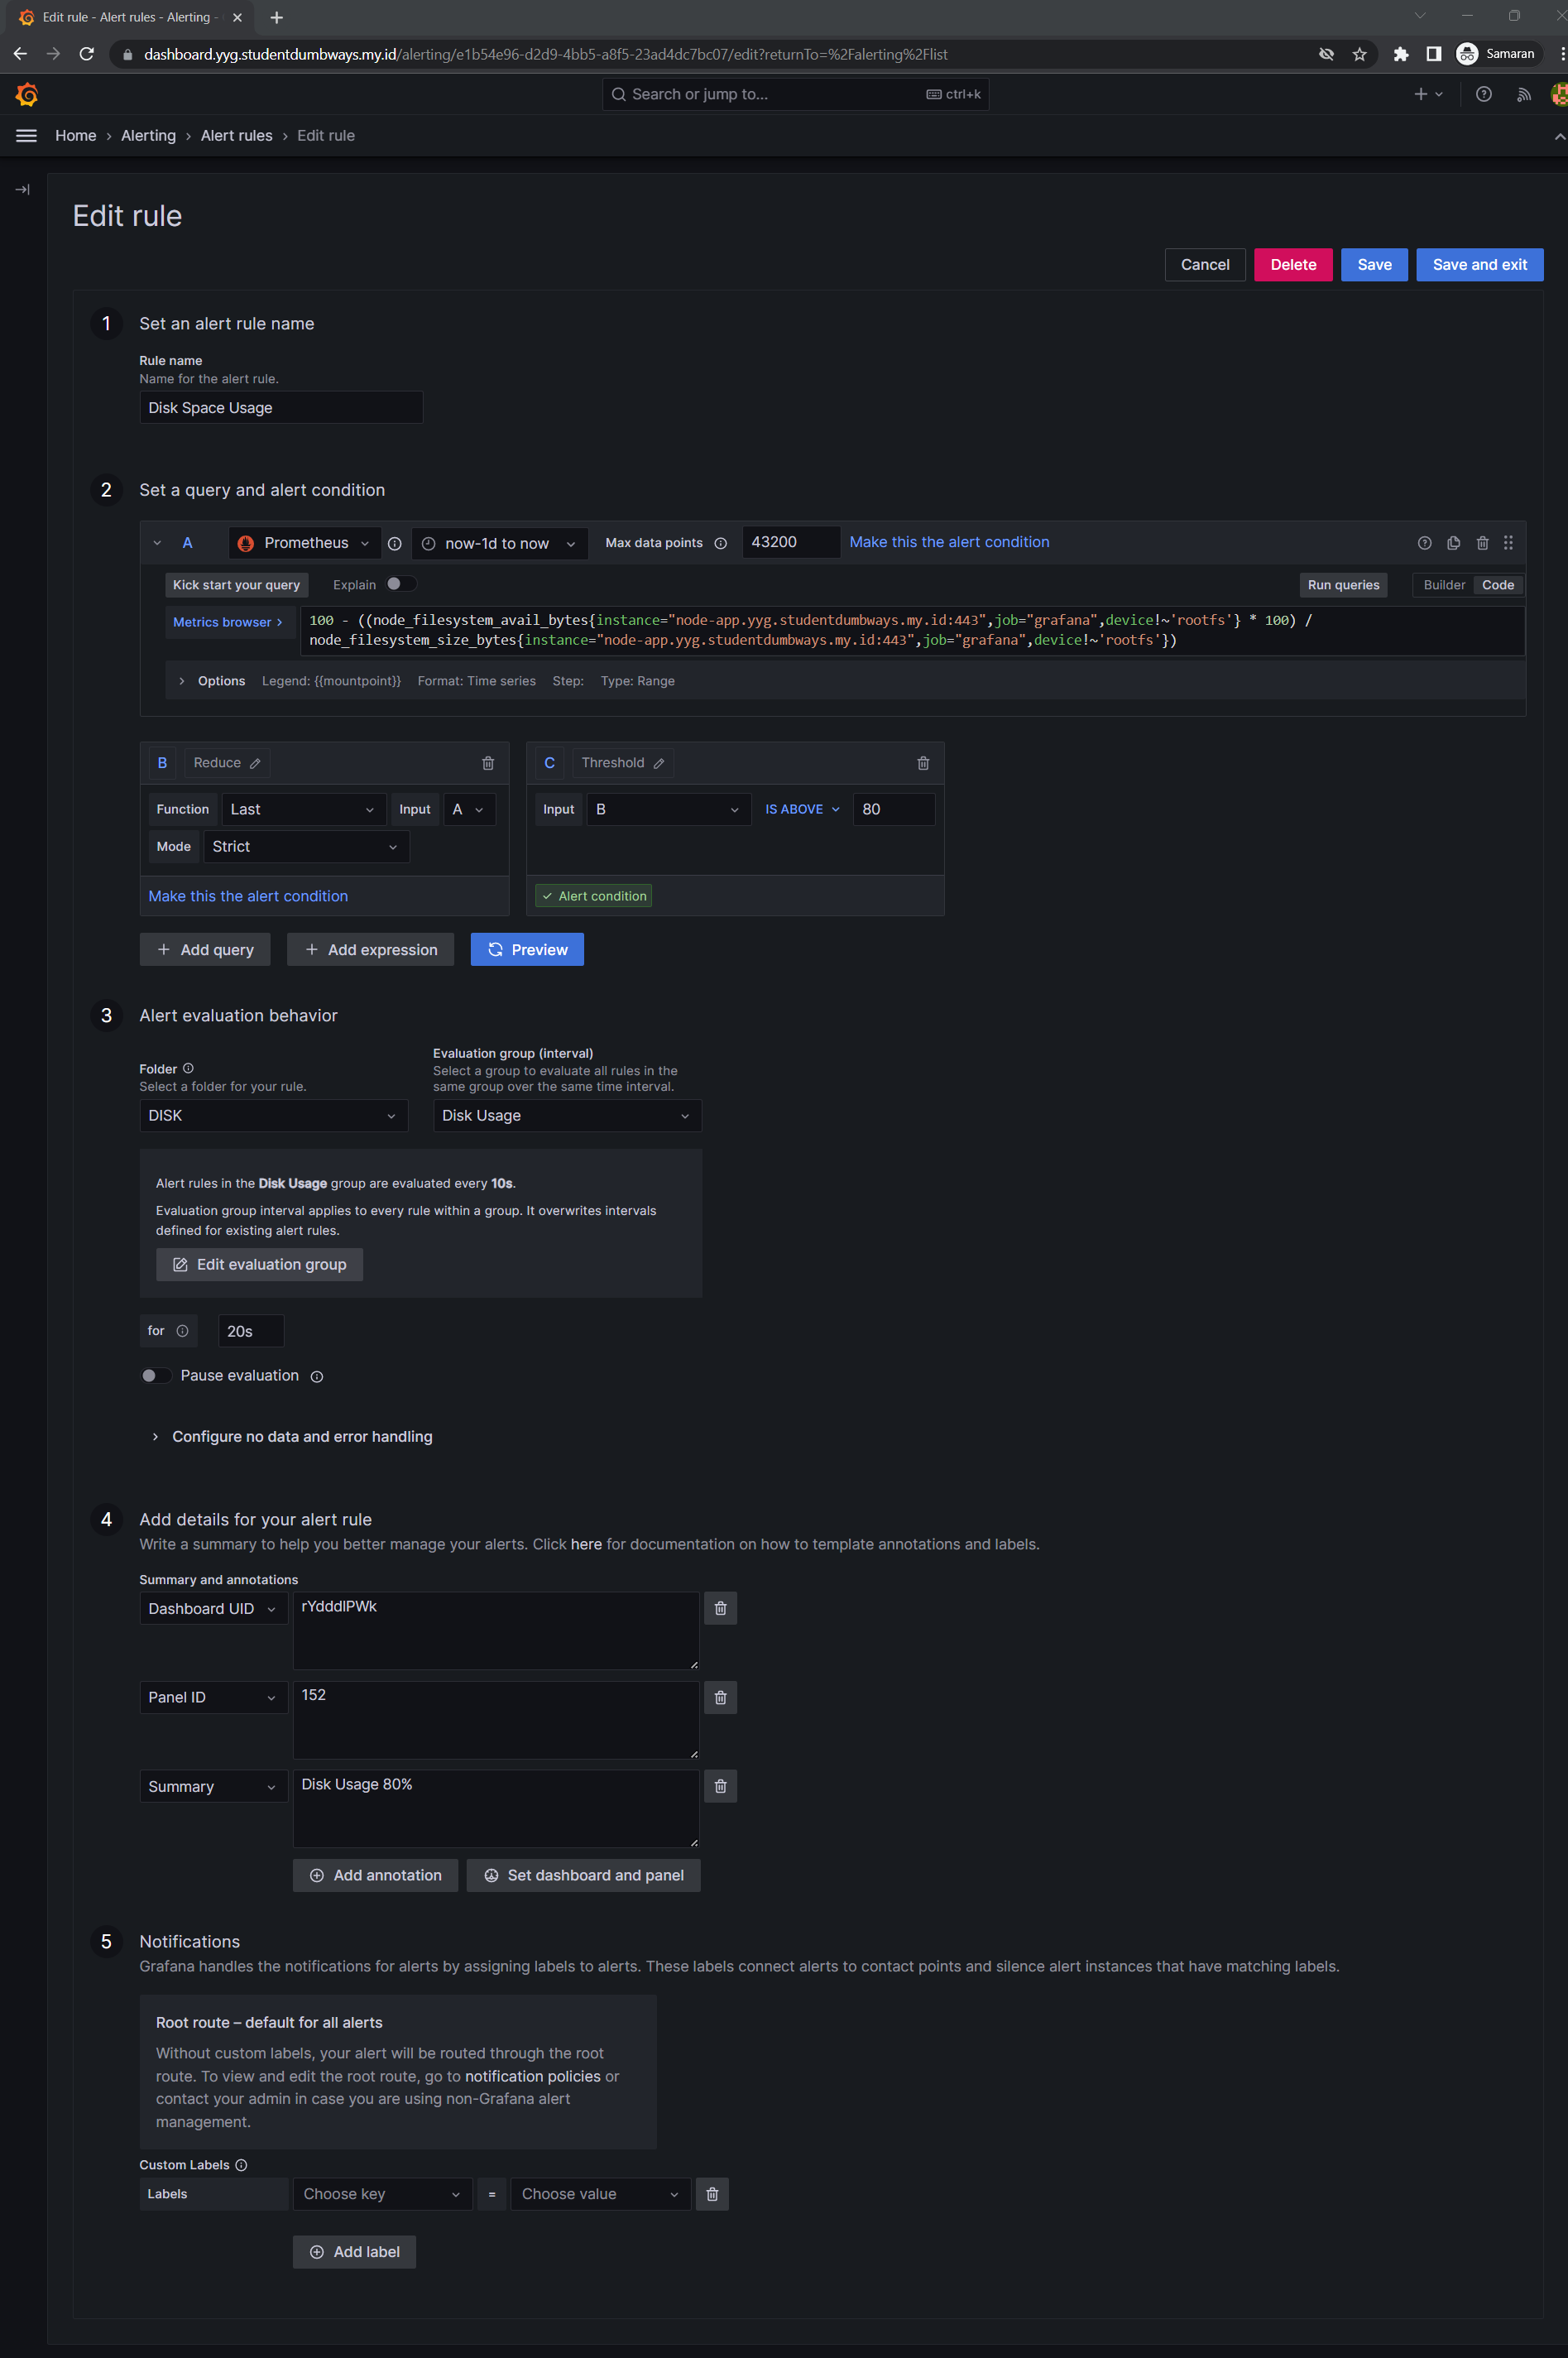 Edit rule - Alert rules - Alerting -
dashboard.yyg.studentdumbways.my.id/alerting/e1b54e96-d2d9-4bb5-a8f5-23ad4dc7bc07/edit?returnTo=%2Falerting%2Flist
Samaran
Search or jump to...
ctrl+k
Home › Alerting › Alert rules › Edit rule
Edit rule
Cancel
Delete
Save
Save and exit
1 Set an alert rule name
Rule name
Name for the alert rule.
Disk Space Usage
2 Set a query and alert condition
A Prometheus now-1d to now Max data points 43200 Make this the alert condition
Kick start your query Explain Run queries Builder Code
Metrics browser > 100 - ((node_filesystem_avail_bytes{instance="node-app.yyg.studentdumbways.my.id:443",job="grafana",device!~'rootfs'} * 100) /
node_filesystem_size_bytes{instance="node-app.yyg.studentdumbways.my.id:443",job="grafana",device!~'rootfs'})
> Options Legend: {{mountpoint}} Format: Time series Step: Type: Range
B Reduce
Function Last Input A
Mode Strict
Make this the alert condition
C Threshold
Input B IS ABOVE 80
Alert condition
+ Add query
+ Add expression
Preview
3 Alert evaluation behavior
Folder
Select a folder for your rule.
DISK
Evaluation group (interval)
Select a group to evaluate all rules in the
same group over the same time interval.
Disk Usage
Alert rules in the Disk Usage group are evaluated every 10s.
Evaluation group interval applies to every rule within a group. It overwrites intervals
defined for existing alert rules.
Edit evaluation group
for 20s
Pause evaluation
> Configure no data and error handling
4 Add details for your alert rule
Write a summary to help you better manage your alerts. Click here for documentation on how to template annotations and labels.
Summary and annotations
Dashboard UID rYdddlPWk
Panel ID 152
Summary Disk Usage 80%
Add annotation
Set dashboard and panel
5 Notifications
Grafana handles the notifications for alerts by assigning labels to alerts. These labels connect alerts to contact points and silence alert instances that have matching labels.
Root route – default for all alerts
Without custom labels, your alert will be routed through the root
route. To view and edit the root route, go to notification policies or
contact your admin in case you are using non-Grafana alert
management.
Custom Labels
Labels Choose key = Choose value
Add label